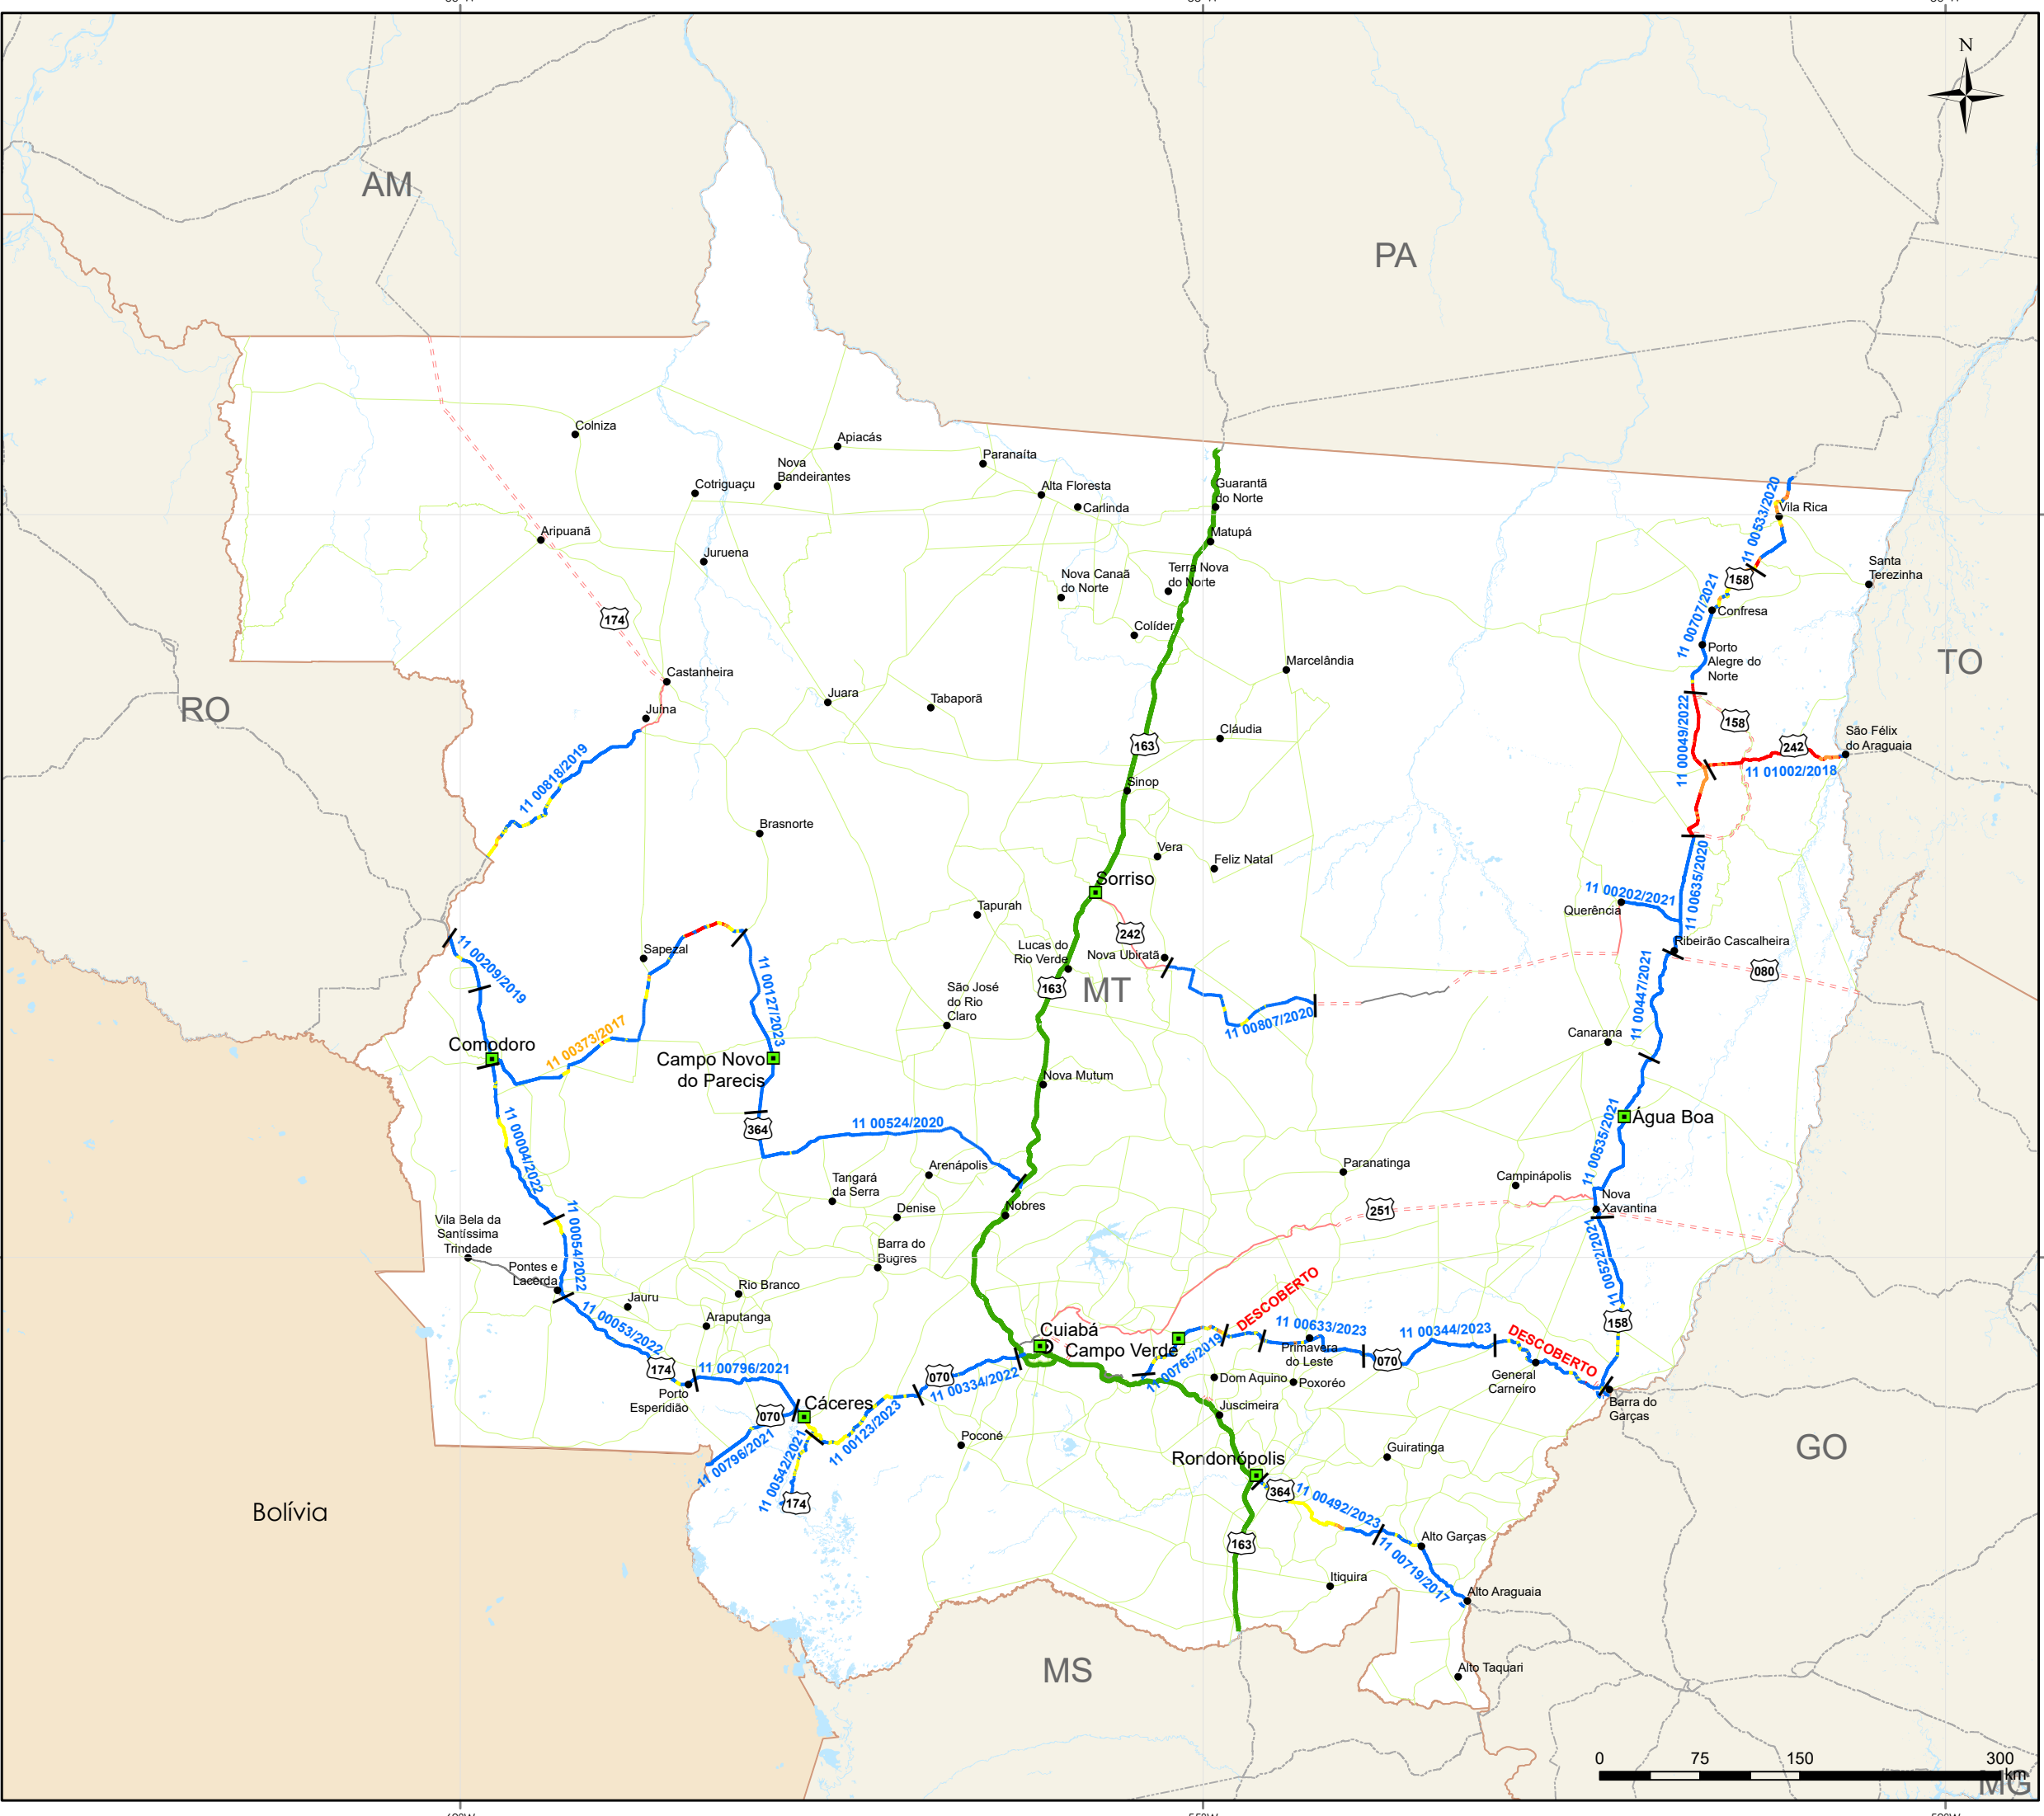 N
AM
PA
Colniza
Apiacás
Nova
Bandeirantes
Paranaíta
Cotriguaçu
Alta Floresta
Carlinda
Guarantã
do Norte
Vila Rica
11 00533/2020
Aripuanã
Matupá
Juruena
Nova Canaã
do Norte
Terra Nova
do Norte
Santa
Terezinha
158
Confresa
11 00707/2021
174
Colíder
Porto
Alegre do
Norte
Marcelândia
TO
Castanheira
RO
Juína
Juara
Tabaporã
Cláudia
163
158
11 00049/2022
São Félix
do Araguaia
242
11 01002/2018
11 00818/2019
Sinop
Brasnorte
Vera
Feliz Natal
Sorriso
11 00635/2020
11 00202/2021
Querência
Tapurah
242
Sapezal
Lucas do
Rio Verde
Nova Ubiratã
Ribeirão Cascalheira
080
11 00209/2019
11 00127/2023
163
MT
São José
do Rio
Claro
11 00807/2020
11 00447/2021
Canarana
Comodoro
11 00373/2017
Campo Novo
do Parecis
Nova Mutum
11 00004/2022
364
11 00524/2020
Água Boa
11 00535/2021
Arenápolis
Tangará
da Serra
Paranatinga
Campinápolis
Denise
Nobres
251
Nova
Xavantina
Vila Bela da
Santíssima
Trindade
11 00054/2022
Barra do
Bugres
11 00522/2021
Pontes e
Lacerda
Rio Branco
Jauru
Araputanga
DESCOBERTO
158
11 00053/2022
Cuiabá
Campo Verde
11 00633/2023
Primavera
do Leste
11 00344/2023
DESCOBERTO
070
174
11 00796/2021
Porto
Esperidião
070
11 00334/2022
11 00765/2019
Dom Aquino
Poxoréo
General
Carneiro
Barra do
Garças
Cáceres
070
11 00796/2021
11 00542/2021
11 00123/2023
Juscimeira
Poconé
Guiratinga
GO
Rondonópolis
364
11 00492/2023
174
Bolívia
163
Alto Garças
11 00719/2017
Itiquira
Alto Araguaia
MS
Alto Taquari
0 75 150 300
km
MG